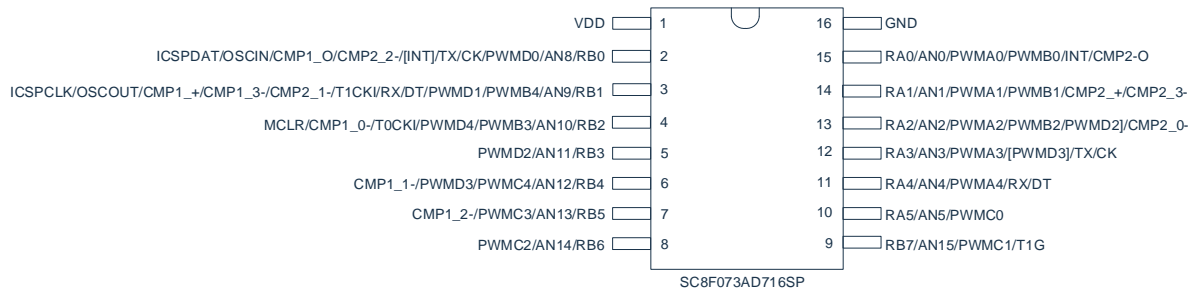 VDD 1 16 GND
ICSPDAT/OSCIN/CMP1_O/CMP2_2-/[INT]/TX/CK/PWMD0/AN8/RB0 2 15 RA0/AN0/PWMA0/PWMB0/INT/CMP2-O
ICSPCLK/OSCOUT/CMP1_+/CMP1_3-/CMP2_1-/T1CKI/RX/DT/PWMD1/PWMB4/AN9/RB1 3 14 RA1/AN1/PWMA1/PWMB1/CMP2_+/CMP2_3-
MCLR/CMP1_0-/T0CKI/PWMD4/PWMB3/AN10/RB2 4 13 RA2/AN2/PWMA2/PWMB2/PWMD2]/CMP2_0-
PWMD2/AN11/RB3 5 12 RA3/AN3/PWMA3/[PWMD3]/TX/CK
CMP1_1-/PWMD3/PWMC4/AN12/RB4 6 11 RA4/AN4/PWMA4/RX/DT
CMP1_2-/PWMC3/AN13/RB5 7 10 RA5/AN5/PWMC0
PWMC2/AN14/RB6 8 9 RB7/AN15/PWMC1/T1G
SC8F073AD716SP